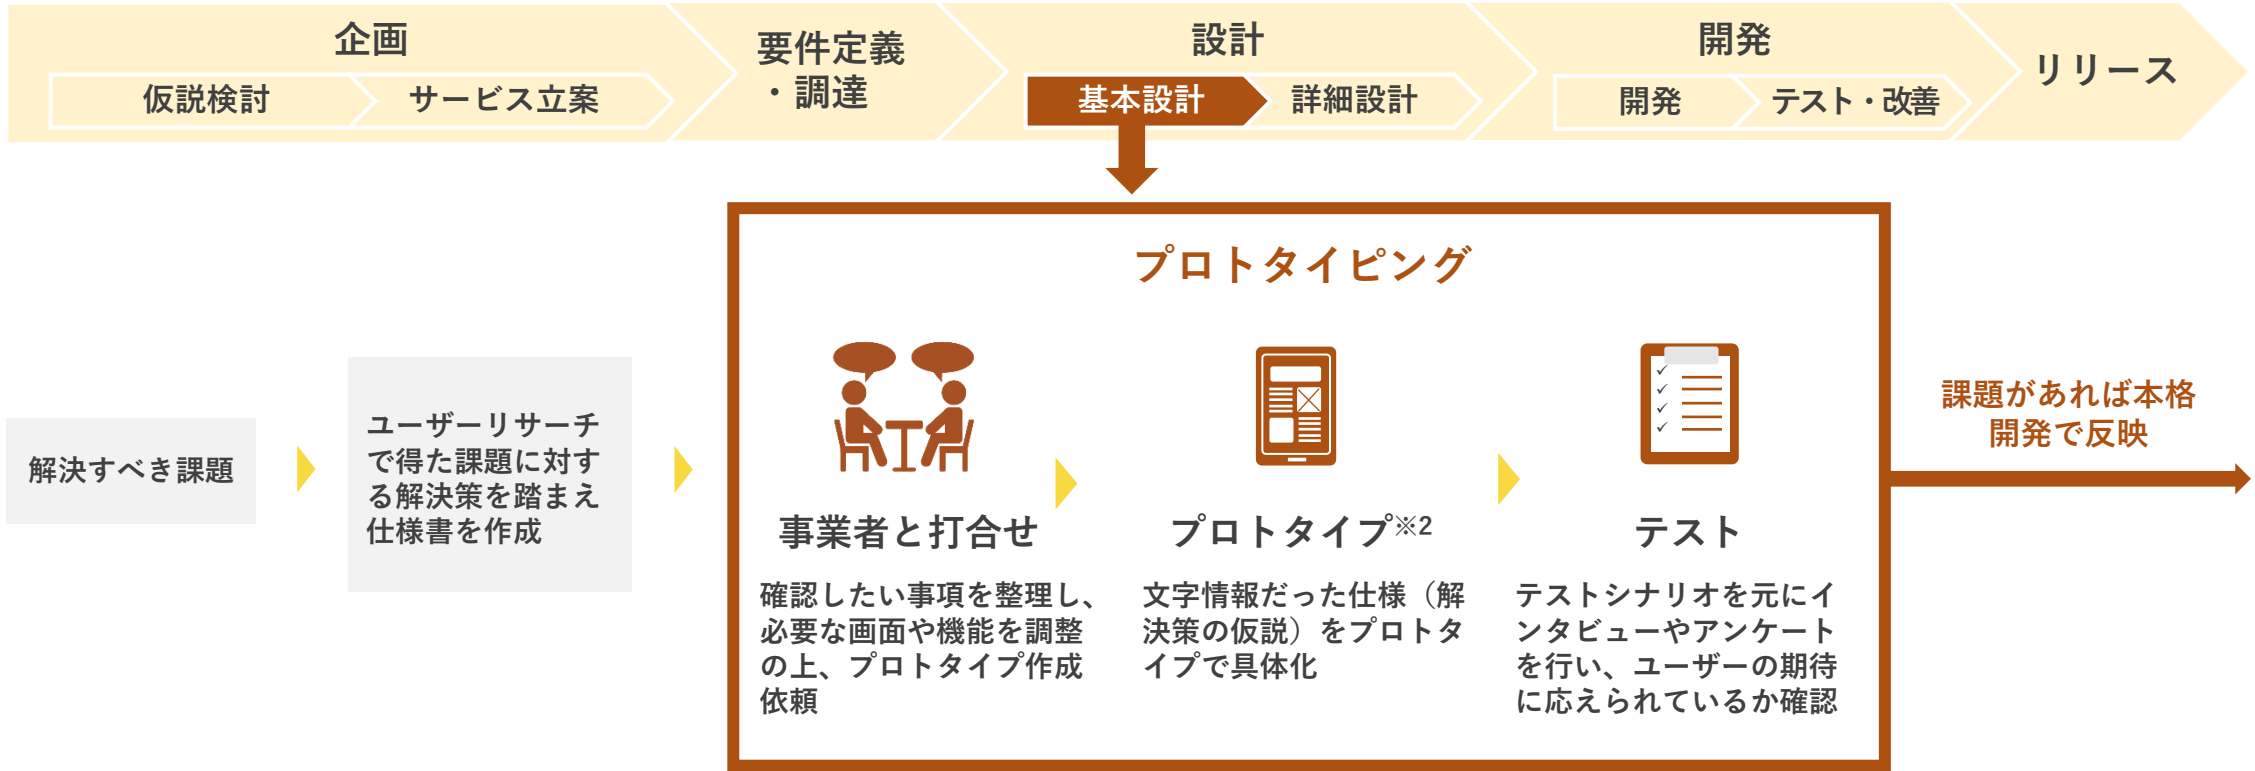 企画
仮説検討
サービス立案
要件定義
・調達
設計
基本設計
詳細設計
開発
開発
テスト・改善
リリース
プロトタイピング
解決すべき課題
ユーザーリサーチ
で得た課題に対す
る解決策を踏まえ
仕様書を作成
事業者と打合せ
確認したい事項を整理し、
必要な画面や機能を調整
の上、プロトタイプ作成
依頼
プロトタイプ※2
文字情報だった仕様（解
決策の仮説）をプロトタ
イプで具体化
テスト
テストシナリオを元にイ
ンタビューやアンケート
を行い、ユーザーの期待
に応えられているか確認
課題があれば本格
開発で反映